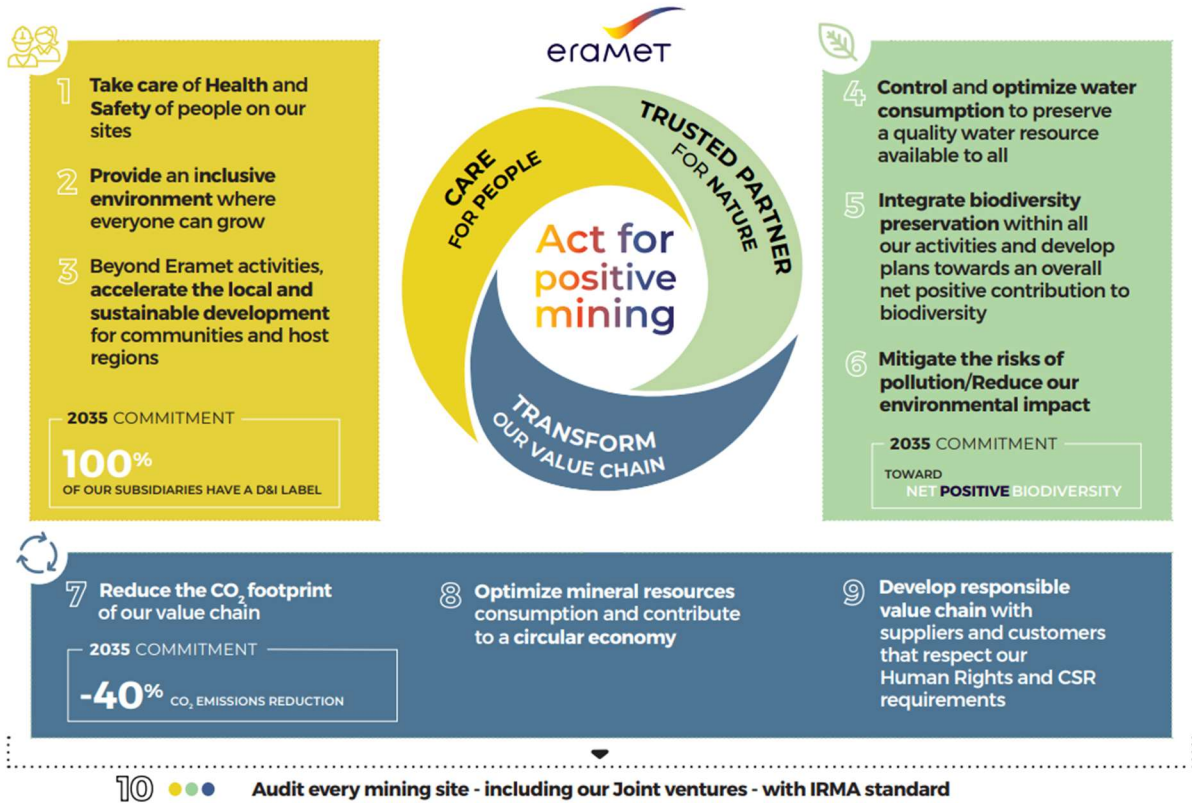 eramet
1 Take care of Health and
Safety of people on our
sites
2 Provide an inclusive
environment where
everyone can grow
3 Beyond Eramet activities,
accelerate the local and
sustainable development
for communities and host
regions
2035 COMMITMENT
100%
OF OUR SUBSIDIARIES HAVE A D&I LABEL
CARE
FOR PEOPLE
TRUSTED PARTNER
FOR NATURE
Act for
positive
mining
TRANSFORM
OUR VALUE CHAIN
4 Control and optimize water
consumption to preserve
a quality water resource
available to all
5 Integrate biodiversity
preservation within all
our activities and develop
plans towards an overall
net positive contribution to
biodiversity
6 Mitigate the risks of
pollution/Reduce our
environmental impact
2035 COMMITMENT
TOWARD
NET POSITIVE BIODIVERSITY
7 Reduce the CO₂ footprint
of our value chain
2035 COMMITMENT
-40% CO₂ EMISSIONS REDUCTION
8 Optimize mineral resources
consumption and contribute
to a circular economy
9 Develop responsible
value chain with
suppliers and customers
that respect our
Human Rights and CSR
requirements
10 Audit every mining site - including our Joint ventures - with IRMA standard